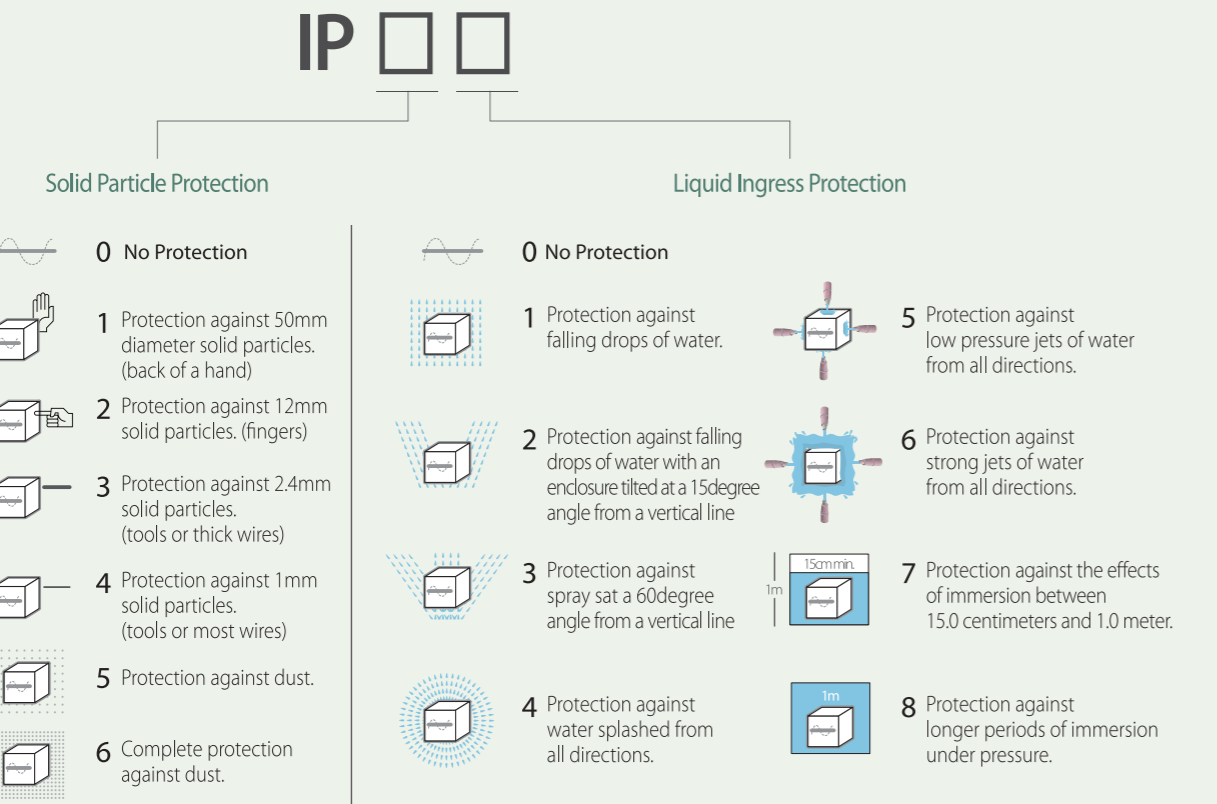 IP
Solid Particle Protection
Liquid Ingress Protection
0 No Protection
1 Protection against 50mm
diameter solid particles.
(back of a hand)
2 Protection against 12mm
solid particles. (fingers)
3 Protection against 2.4mm
solid particles.
(tools or thick wires)
4 Protection against 1mm
solid particles.
(tools or most wires)
5 Protection against dust.
6 Complete protection
against dust.
0 No Protection
1 Protection against
falling drops of water.
2 Protection against falling
drops of water with an
enclosure tilted at a 15degree
angle from a vertical line
3 Protection against
spray sat a 60degree
angle from a vertical line
4 Protection against
water splashed from
all directions.
5 Protection against
low pressure jets of water
from all directions.
6 Protection against
strong jets of water
from all directions.
15cm min.
1m
7 Protection against the effects
of immersion between
15.0 centimeters and 1.0 meter.
1m
8 Protection against
longer periods of immersion
under pressure.